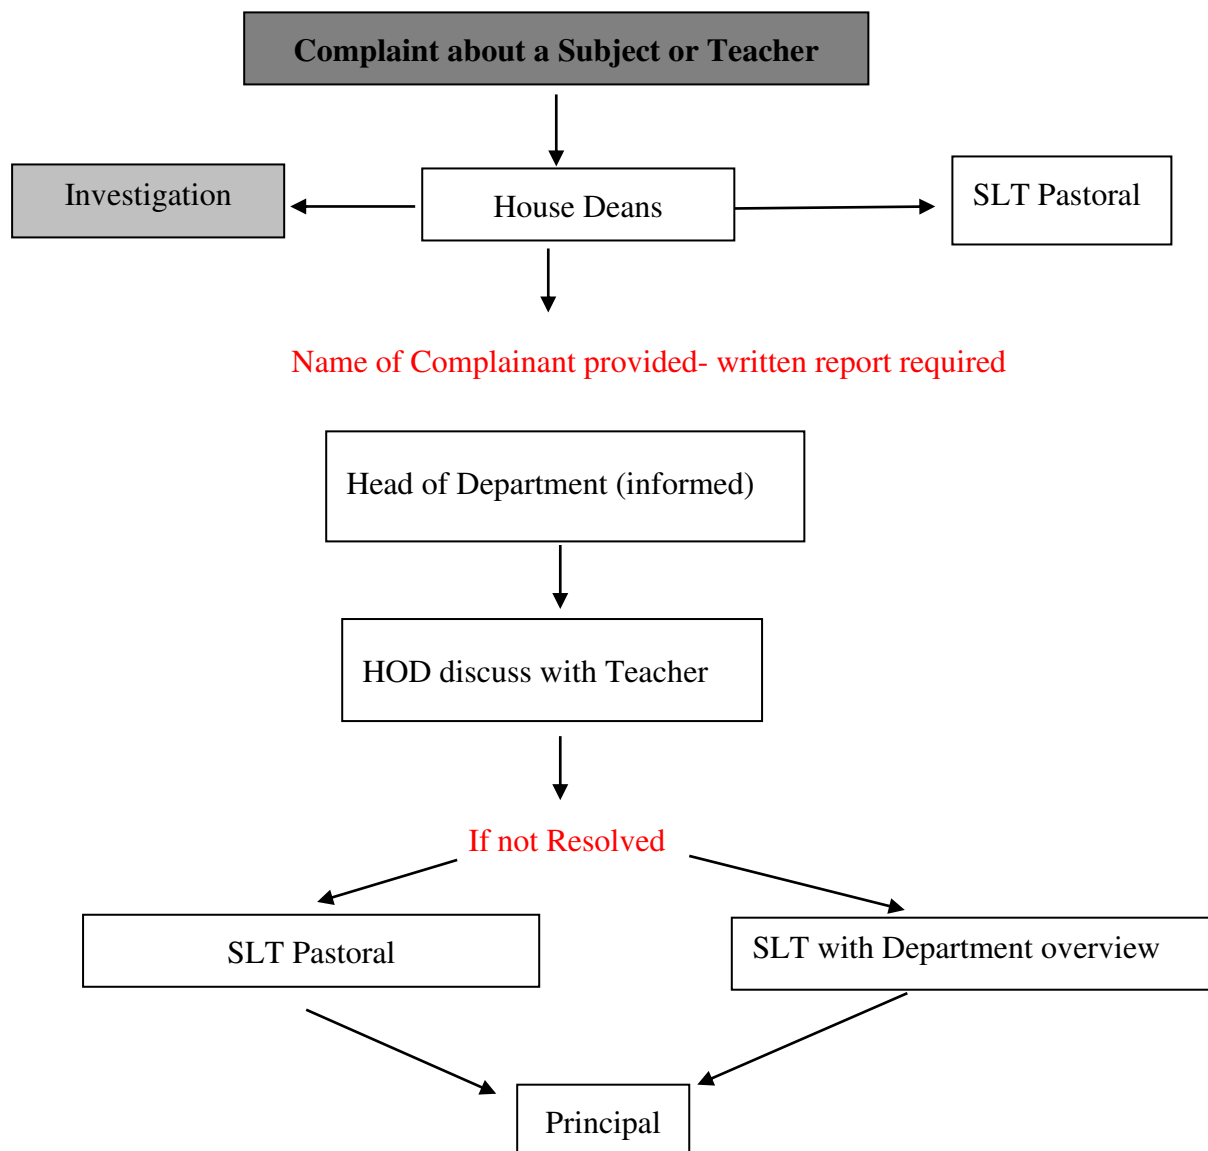 Complaint about a Subject or Teacher
Investigation
House Deans
SLT Pastoral
Name of Complainant provided- written report required
Head of Department (informed)
HOD discuss with Teacher
If not Resolved
SLT Pastoral
SLT with Department overview
Principal